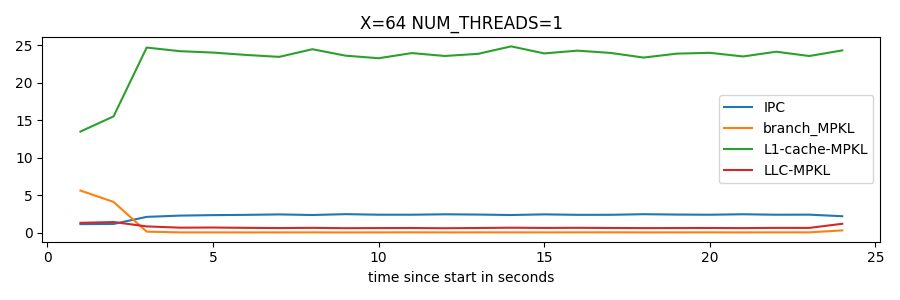 X=64 NUM_THREADS=1
25
20
15
10
5
0
IPC
branch_MPKL
L1-cache-MPKL
LLC-MPKL
0 5 10 15 20 25
time since start in seconds